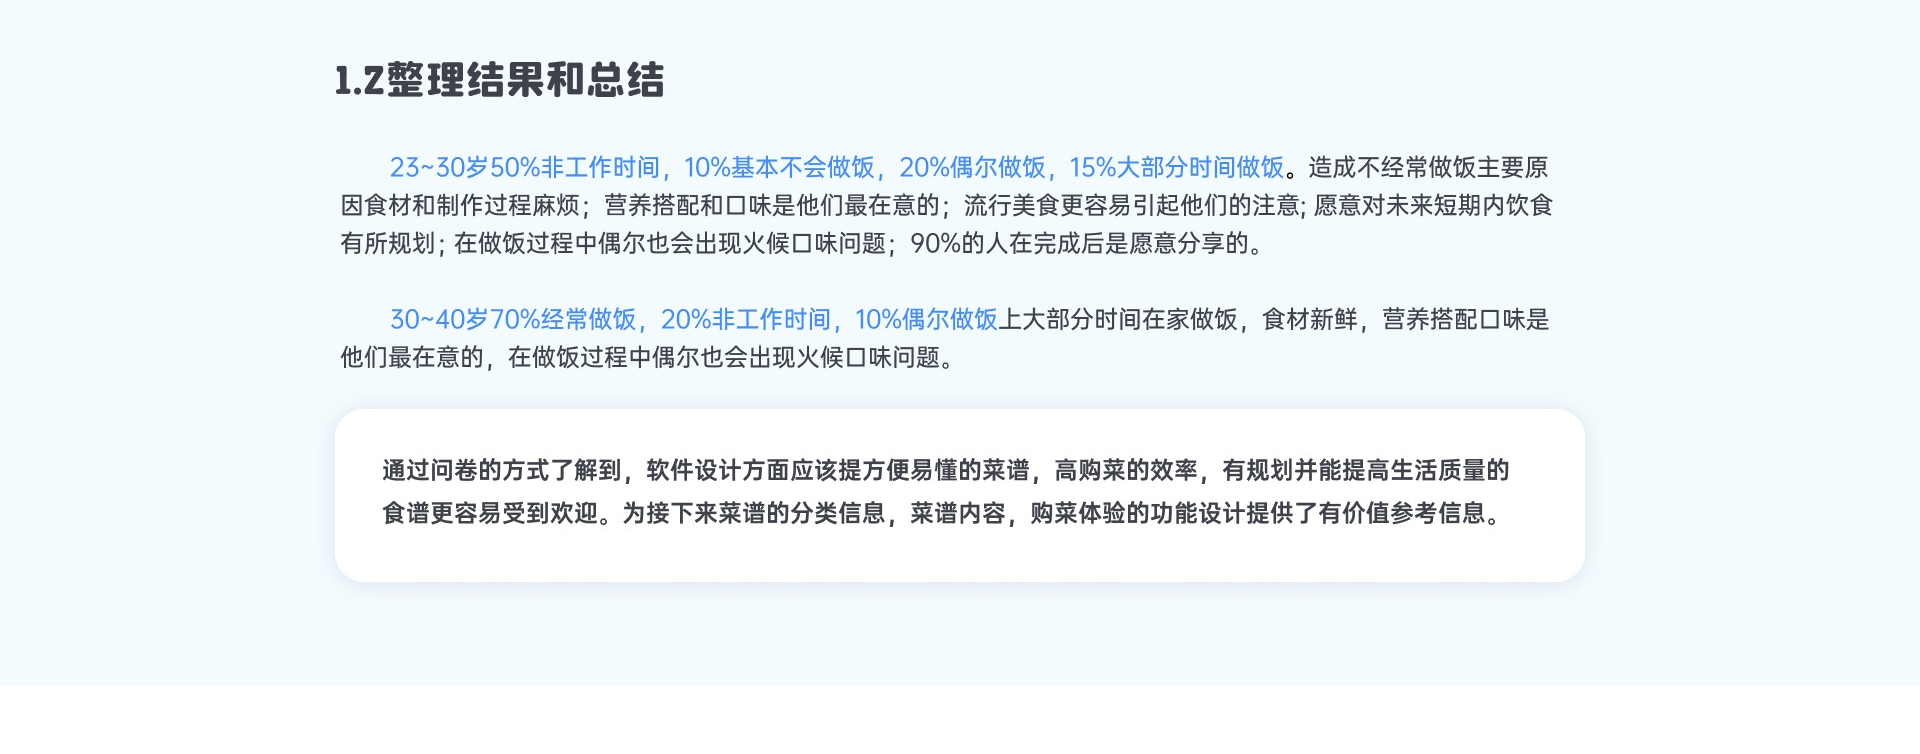 1.2整理结果和总结
23~30岁50%非工作时间，10%基本不会做饭，20%偶尔做饭，15%大部分时间做饭。造成不经常做饭主要原
因食材和制作过程麻烦；营养搭配和口味是他们最在意的；流行美食更容易引起他们的注意；愿意对未来短期内饮食
有所规划；在做饭过程中偶尔也会出现火候口味问题；90%的人在完成后是愿意分享的。
30~40岁70%经常做饭，20%非工作时间，10%偶尔做饭上大部分时间在家做饭，食材新鲜，营养搭配口味是
他们最在意的，在做饭过程中偶尔也会出现火候口味问题。
通过问卷的方式了解到，软件设计方面应该提方便易懂的菜谱，高购菜的效率，有规划并能提高生活质量的
食谱更容易受到欢迎。为接下来菜谱的分类信息，菜谱内容，购菜体验的功能设计提供了有价值参考信息。